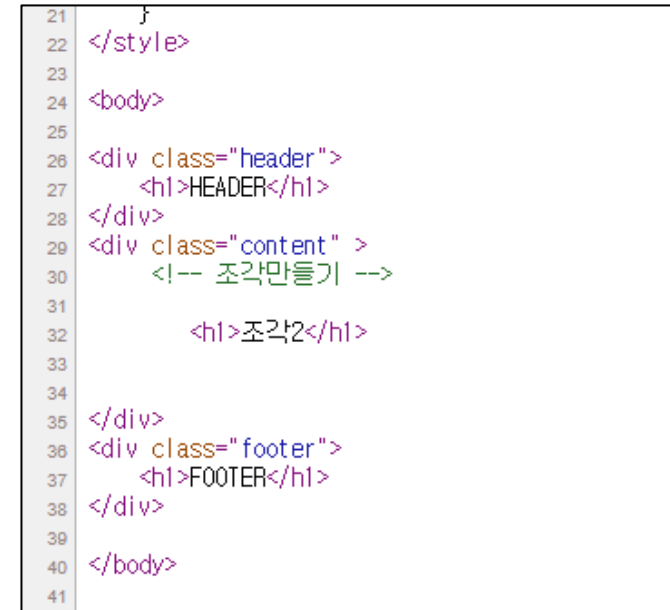 21     }
22 </style>
23
24 <body>
25
26 <div class="header">
27     <h1>HEADER</h1>
28 </div>
29 <div class="content" >
30     <!-- 조각만들기 -->
31
32         <h1>조각2</h1>
33
34
35 </div>
36 <div class="footer">
37     <h1>FOOTER</h1>
38 </div>
39
40 </body>
41